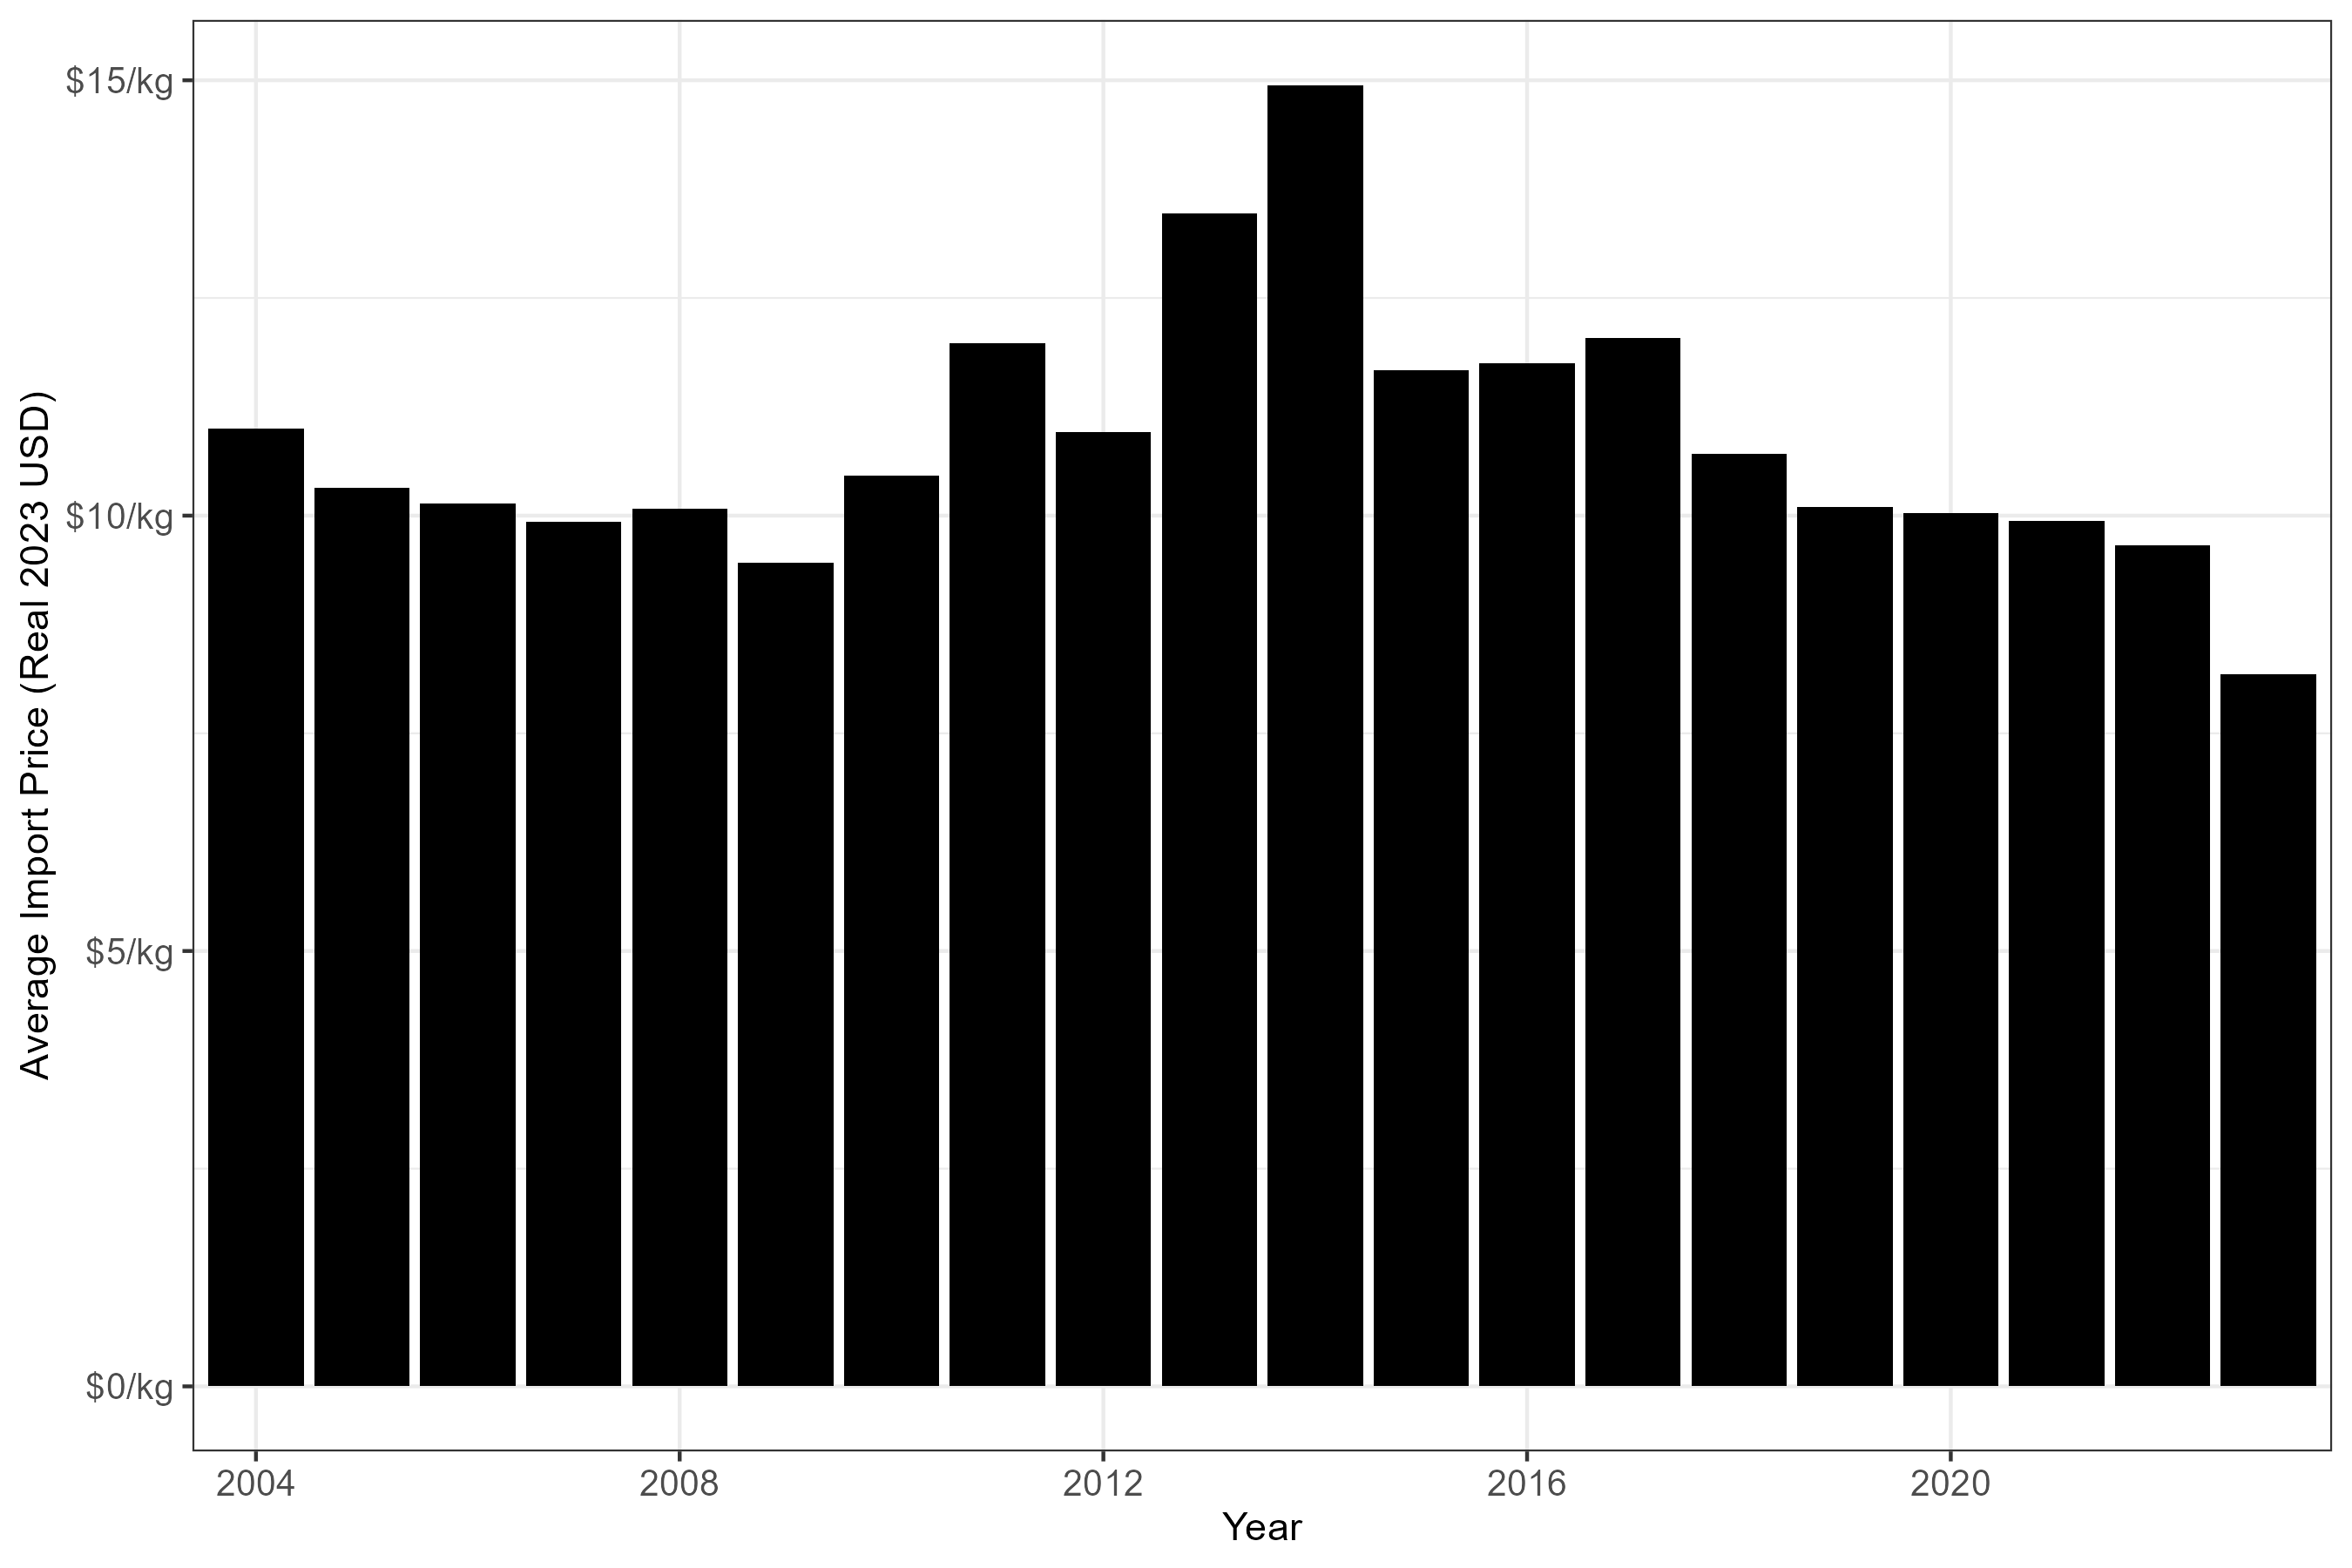 Average Import Price (Real 2023 USD)
$15/kg
$10/kg
$5/kg
$0/kg
2004 2008 2012 2016 2020
Year